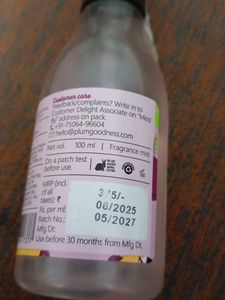 Customer care
Feedback/complaints? Write in to
Customer Delight Associate on "Mktd
By" address on pack.
+91-75064-96604
hello@plumgoodness.com
Net vol. 100 ml Fragrance mist
Do a patch test
before use.
MRP (incl.
of all
taxes) ₹
Rs. per ml:
Batch No.:
Mfg Dt:
08/2025
05/2027
Use before 30 months from Mfg Dt.